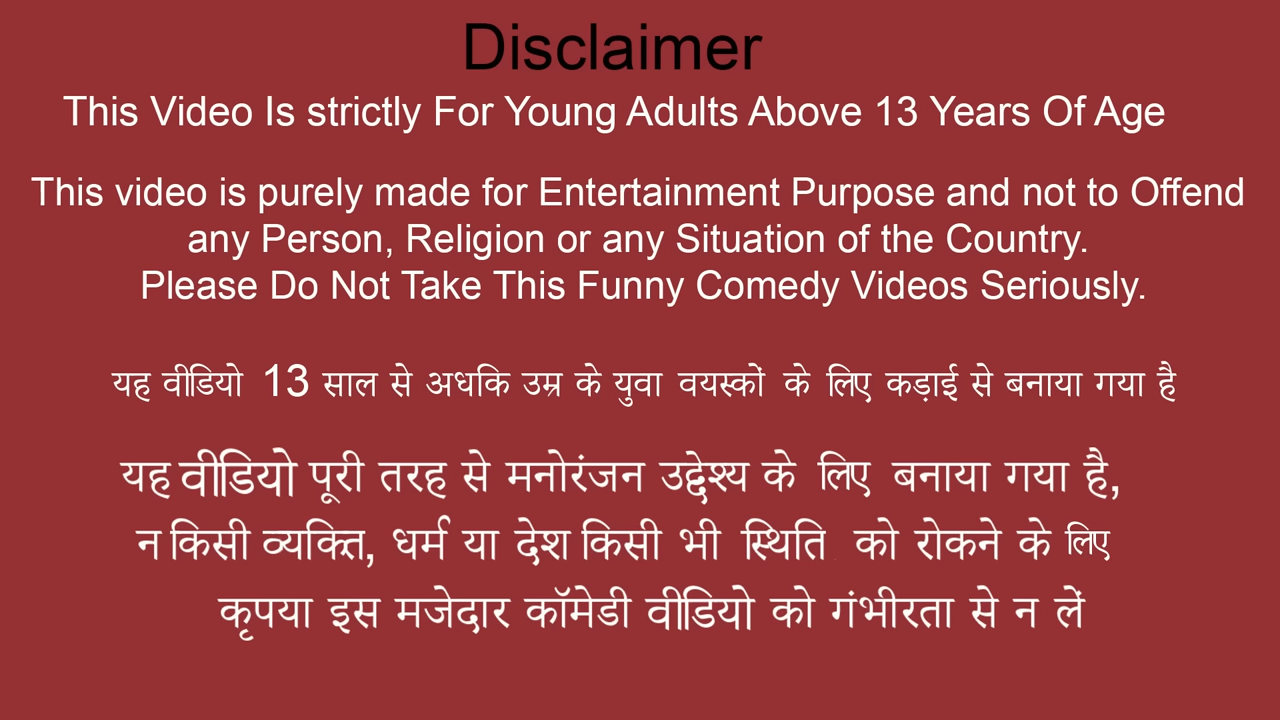 Disclaimer
This Video Is strictly For Young Adults Above 13 Years Of Age
This video is purely made for Entertainment Purpose and not to Offend
any Person, Religion or any Situation of the Country.
Please Do Not Take This Funny Comedy Videos Seriously.
यह वीडियो 13 साल से अधकि उम्र के युवा वयस्कों के लिए कड़ाई से बनाया गया है
यह वीडियो पूरी तरह से मनोरंजन उद्देश्य के लिए बनाया गया है,
न किसी व्यक्ति, धर्म या देश किसी भी स्थिति को रोकने के लिए
कृपया इस मजेदार कॉमेडी वीडियो को गंभीरता से न लें